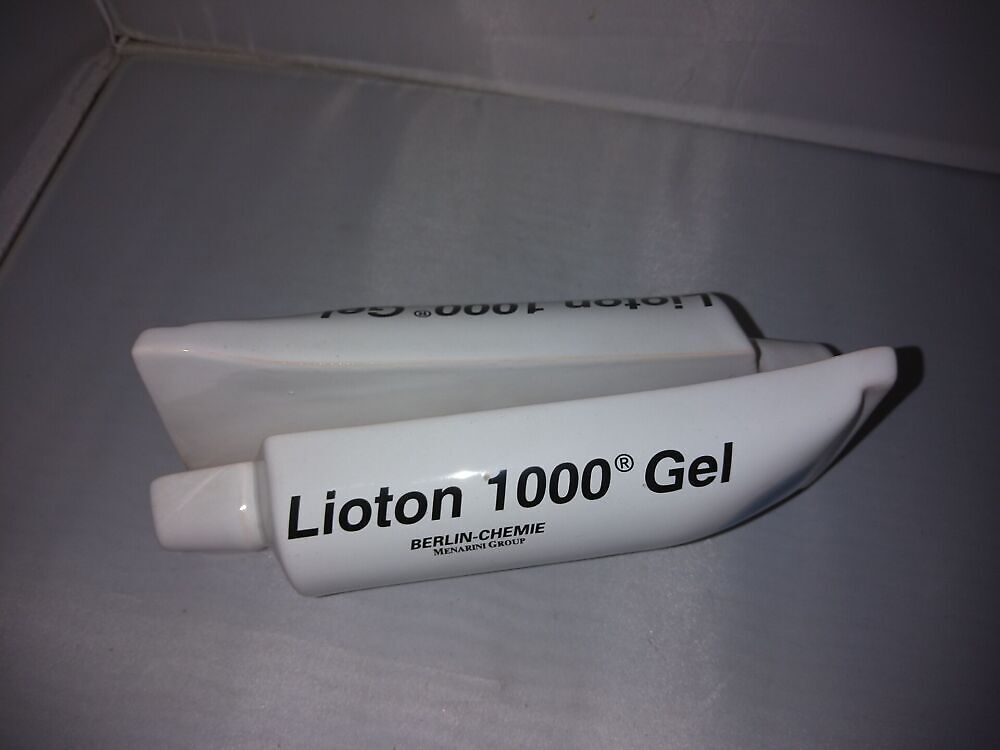 Lioton 1000® Gel
Lioton 1000® Gel
BERLIN-CHEMIE
MENARINI GROUP